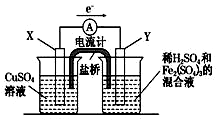 e⁻
X
A
Y
电流计
盐桥
CuSO₄
溶液
稀H₂SO₄和
Fe₂(SO₄)₃的
混合液